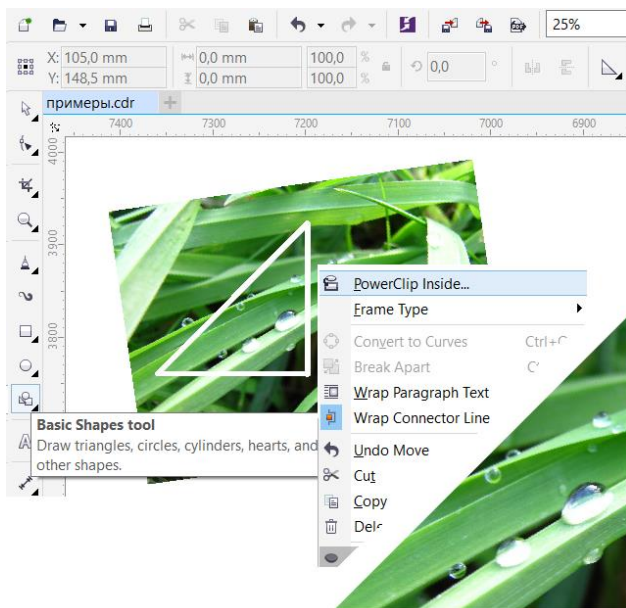 25%
X: 105,0 mm 0,0 mm 100,0 % 0,0 °
Y: 148,5 mm 0,0 mm 100,0 %
примеры.cdr
7400 7300 7200 7100 7000 6900
4000
3900
3800
PowerClip Inside...
Frame Type
Convert to Curves
Break Apart
Wrap Paragraph Text
Wrap Connector Line
Basic Shapes tool
Draw triangles, circles, cylinders, hearts, and
other shapes.
Undo Move
Cut
Copy